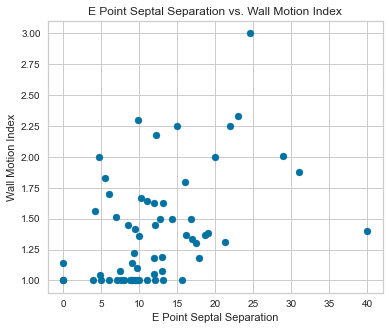 E Point Septal Separation vs. Wall Motion Index
3.00
2.75
2.50
2.25
2.00
1.75
1.50
1.25
1.00
Wall Motion Index
0 5 10 15 20 25 30 35 40
E Point Septal Separation